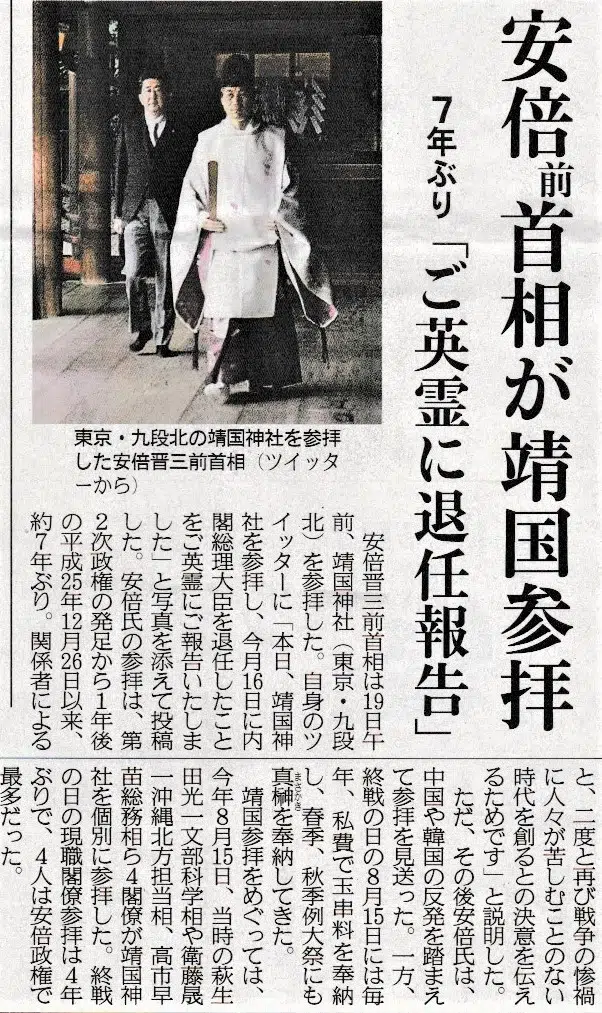 安倍前首相が靖国参拝
7年ぶり「ご英霊に退任報告」
東京・九段北の靖国神社を参拝
した安倍晋三前首相（ツイッタ
ーから）
安倍晋三前首相は19日午
前、靖国神社（東京・九段
北）を参拝した。自身のツ
イッターに「本日、靖国神
社を参拝し、今月16日に内
閣総理大臣を退任したこと
をご英霊にご報告いたしま
した」と写真を添えて投稿
した。安倍氏の参拝は、第
2次政権の発足から1年後
の平成25年12月26日以来、
約7年ぶり。関係者による
と、二度と再び戦争の惨禍
に人々が苦しむことのない
時代を創るとの決意を伝え
るためです」と説明した。
ただ、その後安倍氏は、
中国や韓国の反発を踏まえ
て参拝を見送った。一方、
終戦の日の8月15日には毎
年、私費で玉串料を奉納
し、春季、秋季例大祭にも
真榊まさかきを奉納してきた。
靖国参拝をめぐっては、
今年8月15日、当時の萩生
田光一文部科学相や衛藤晟
一沖縄北方担当相、高市早
苗総務相ら4閣僚が靖国神
社を個別に参拝した。終戦
の日の現職閣僚参拝は4年
ぶりで、4人は安倍政権で
最多だった。